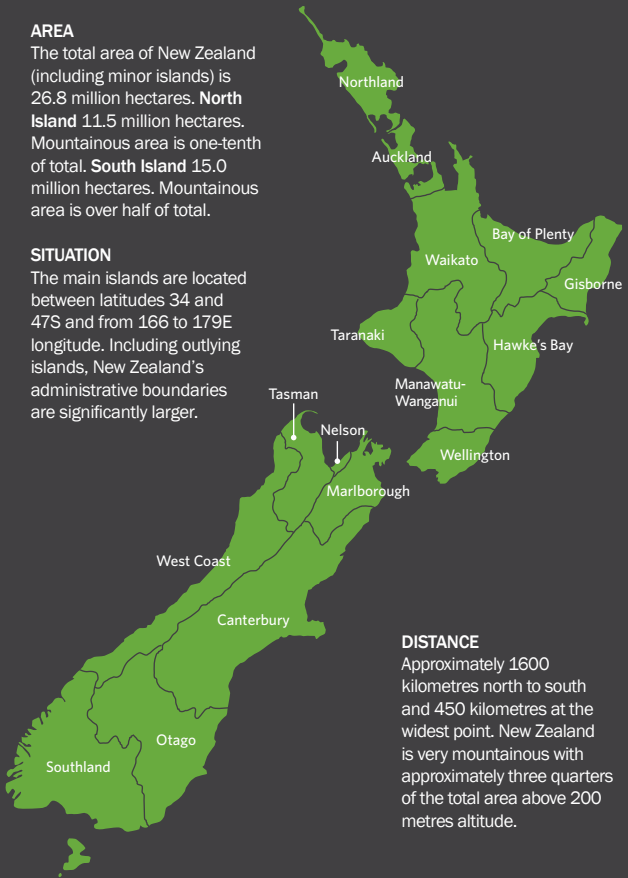 AREA
The total area of New Zealand
(including minor islands) is
26.8 million hectares. North
Island 11.5 million hectares.
Mountainous area is one-tenth
of total. South Island 15.0
million hectares. Mountainous
area is over half of total.
SITUATION
The main islands are located
between latitudes 34 and
47S and from 166 to 179E
longitude. Including outlying
islands, New Zealand's
administrative boundaries
are significantly larger.
Northland
Auckland
Bay of Plenty
Waikato
Gisborne
Taranaki
Hawke's Bay
Manawatu-
Wanganui
Tasman
Nelson
Wellington
Marlborough
West Coast
Canterbury
Otago
Southland
DISTANCE
Approximately 1600
kilometres north to south
and 450 kilometres at the
widest point. New Zealand
is very mountainous with
approximately three quarters
of the total area above 200
metres altitude.